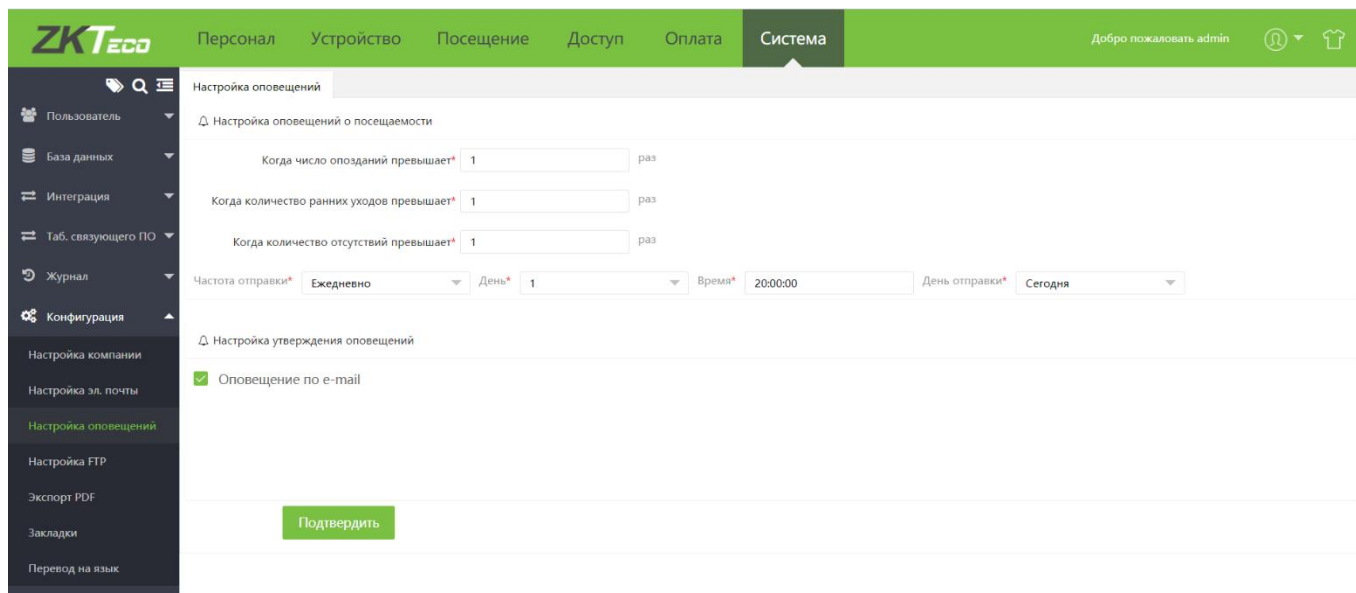 ZKTeco Персонал Устройство Посещение Доступ Оплата Система Добро пожаловать admin
Настройка оповещений
Пользователь
База данных
Интеграция
Таб. связующего ПО
Журнал
Конфигурация
Настройка компании
Настройка эл. почты
Настройка оповещений
Настройка FTP
Экспорт PDF
Закладки
Перевод на язык
Настройка оповещений о посещаемости
Когда число опозданий превышает* 1 раз
Когда количество ранних уходов превышает* 1 раз
Когда количество отсутствий превышает* 1 раз
Частота отправки* Ежедневно День* 1 Время* 20:00:00 День отправки* Сегодня
Настройка утверждения оповещений
Оповещение по e-mail
Подтвердить